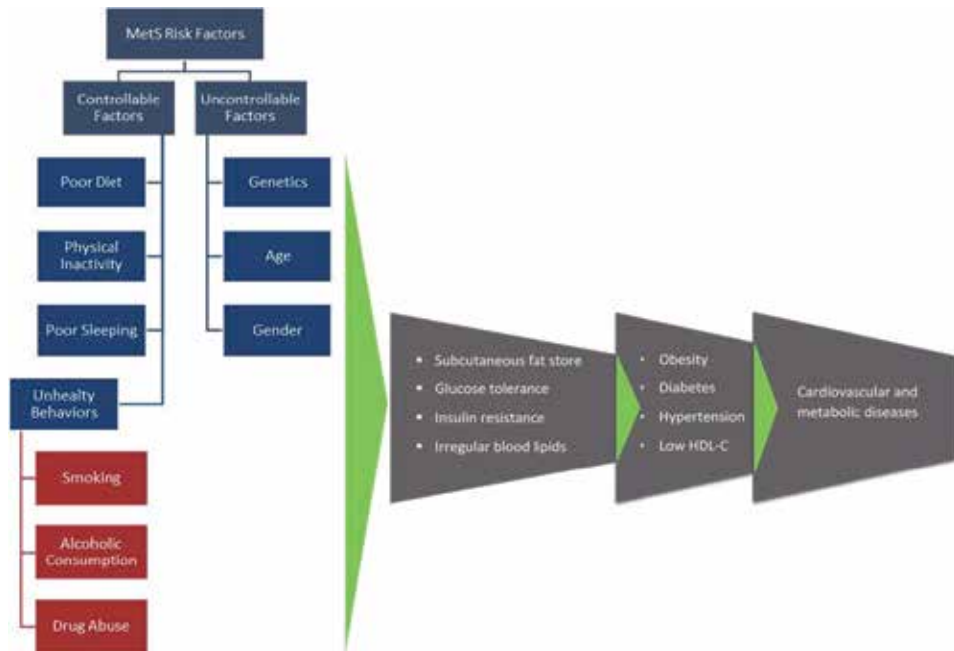 MetS Risk Factors
Controllable
Factors
Uncontrollable
Factors
Poor Diet
Genetics
Physical
Inactivity
Age
Poor Sleeping
Gender
Unhealty
Behaviors
Smoking
Alcoholic
Consumption
Drug Abuse
• Subcutaneous fat store
• Glucose tolerance
• Insulin resistance
• Irregular blood lipids
• Obesity
• Diabetes
• Hypertension
• Low HDL-C
Cardiovascular and
metabolic diseases